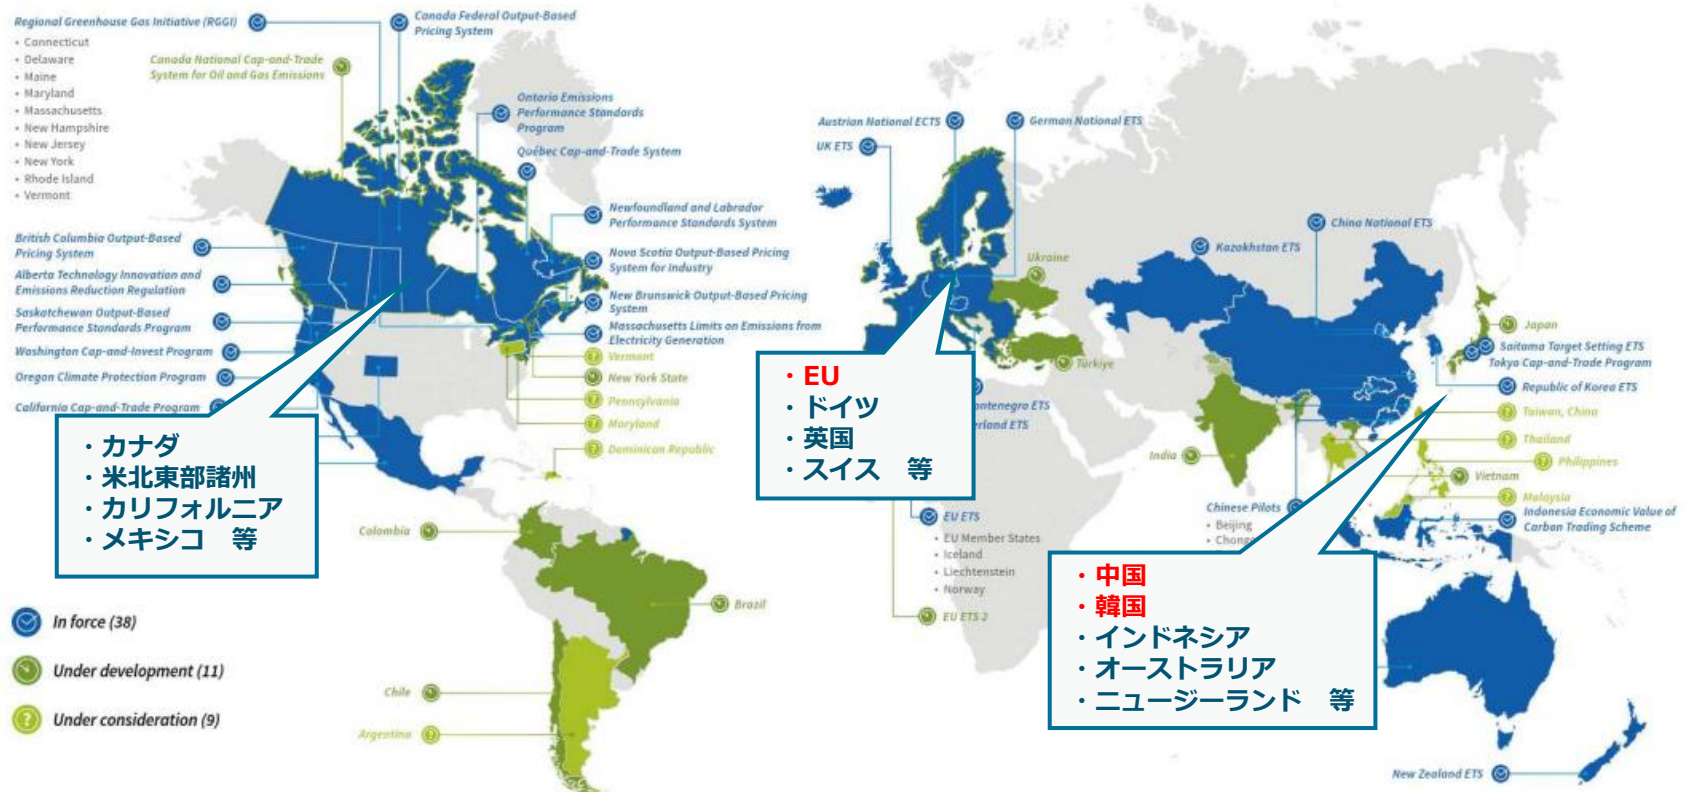 Regional Greenhouse Gas Initiative (RGGI)
• Connecticut
• Delaware
• Maine
• Maryland
• Massachusetts
• New Hampshire
• New Jersey
• New York
• Rhode Island
• Vermont
Canada Federal Output-Based
Pricing System
Canada National Cap-and-Trade
System for Oil and Gas Emissions
Ontario Emissions
Performance Standards
Program
Québec Cap-and-Trade System
Newfoundland and Labrador
Performance Standards System
Nova Scotia Output-Based Pricing
System for Industry
New Brunswick Output-Based Pricing
System
Massachusetts Limits on Emissions from
Electricity Generation
Vermont
New York State
Pennsylvania
Maryland
Dominican Republic
British Columbia Output-Based
Pricing System
Alberta Technology Innovation and
Emissions Reduction Regulation
Saskatchewan Output-Based
Performance Standards Program
Washington Cap-and-Invest Program
Oregon Climate Protection Program
California Cap-and-Trade Program
・カナダ
・米北東部諸州
・カリフォルニア
・メキシコ 等
Colombia
Brazil
Chile
Argentina
In force (38)
Under development (11)
Under consideration (9)
Austrian National ECTS
German National ETS
UK ETS
Ukraine
Türkiye
・EU
・ドイツ
・英国
・スイス 等
ontenegro ETS
erland ETS
EU ETS
• EU Member States
• Iceland
• Liechtenstein
• Norway
EU ETS 2
Kazakhstan ETS
China National ETS
Japan
Saitama Target Setting ETS
Tokyo Cap-and-Trade Program
Republic of Korea ETS
Taiwan, China
Thailand
Philippines
Vietnam
Malaysia
Indonesia Economic Value of
Carbon Trading Scheme
India
Chinese Pilots
• Beijing
• Chong
・中国
・韓国
・インドネシア
・オーストラリア
・ニュージーランド 等
New Zealand ETS